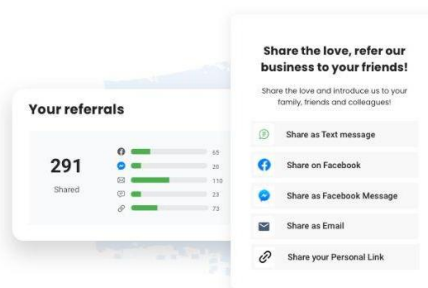 Your referrals
291
Shared
65
20
110
23
73
Share the love, refer our
business to your friends!
Share the love and introduce us to your
family, friends and colleagues!
Share as Text message
Share on Facebook
Share as Facebook Message
Share as Email
Share your Personal Link